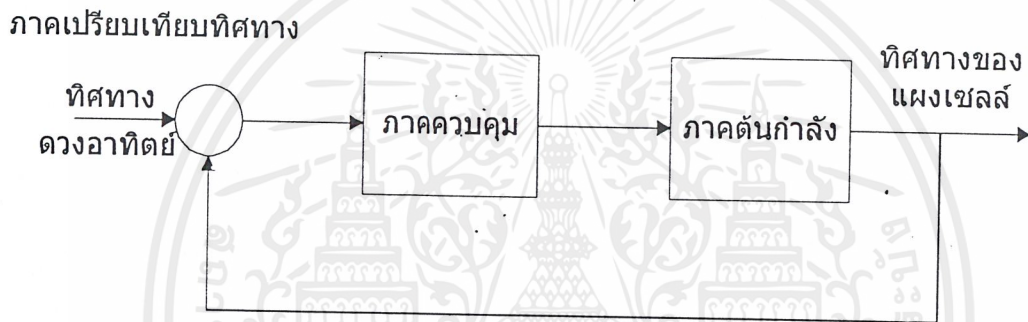 ภาคเปรียบเทียบทิศทาง
ทิศทาง
ดวงอาทิตย์
ภาคควบคุม
ภาคต้นกำลัง
ทิศทางของ
แผงเซลล์